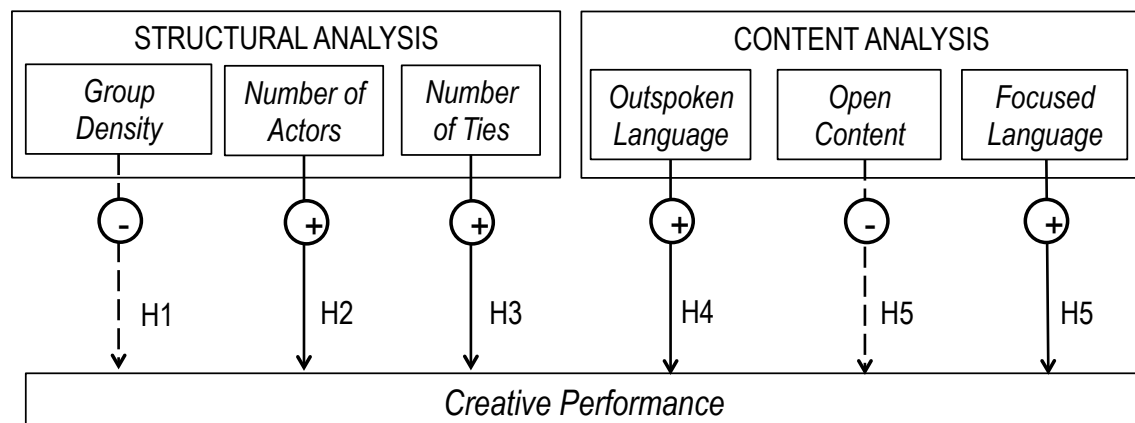 STRUCTURAL ANALYSIS
Group
Density
Number of
Actors
Number
of Ties
CONTENT ANALYSIS
Outspoken
Language
Open
Content
Focused
Language
-
+
+
+
-
+
H1
H2
H3
H4
H5
H5
Creative Performance